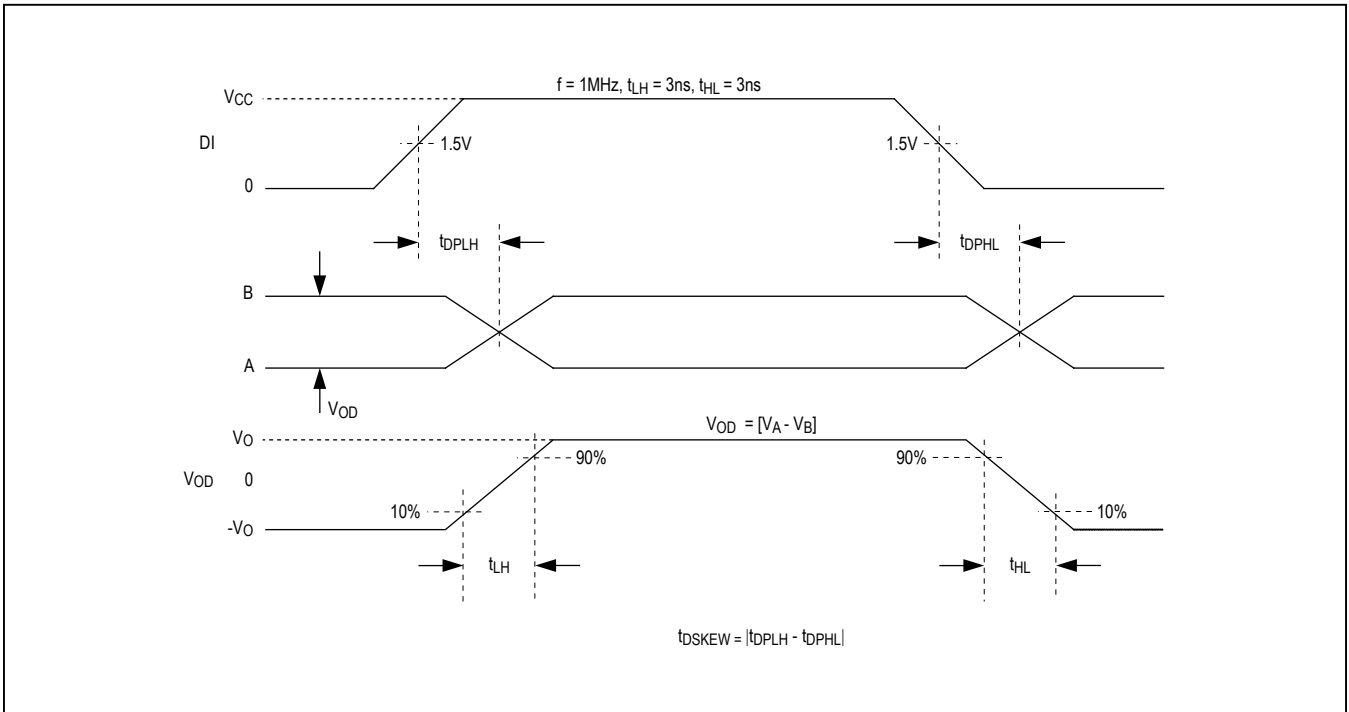 f = 1MHz, tLH = 3ns, tHL = 3ns
VCC
DI
1.5V
1.5V
0
tDPLH
tDPHL
B
A
VOD
VO
VOD = [VA - VB]
90%
90%
VOD 0
10%
10%
-VO
tLH
tHL
tDSKEW = |tDPLH - tDPHL|